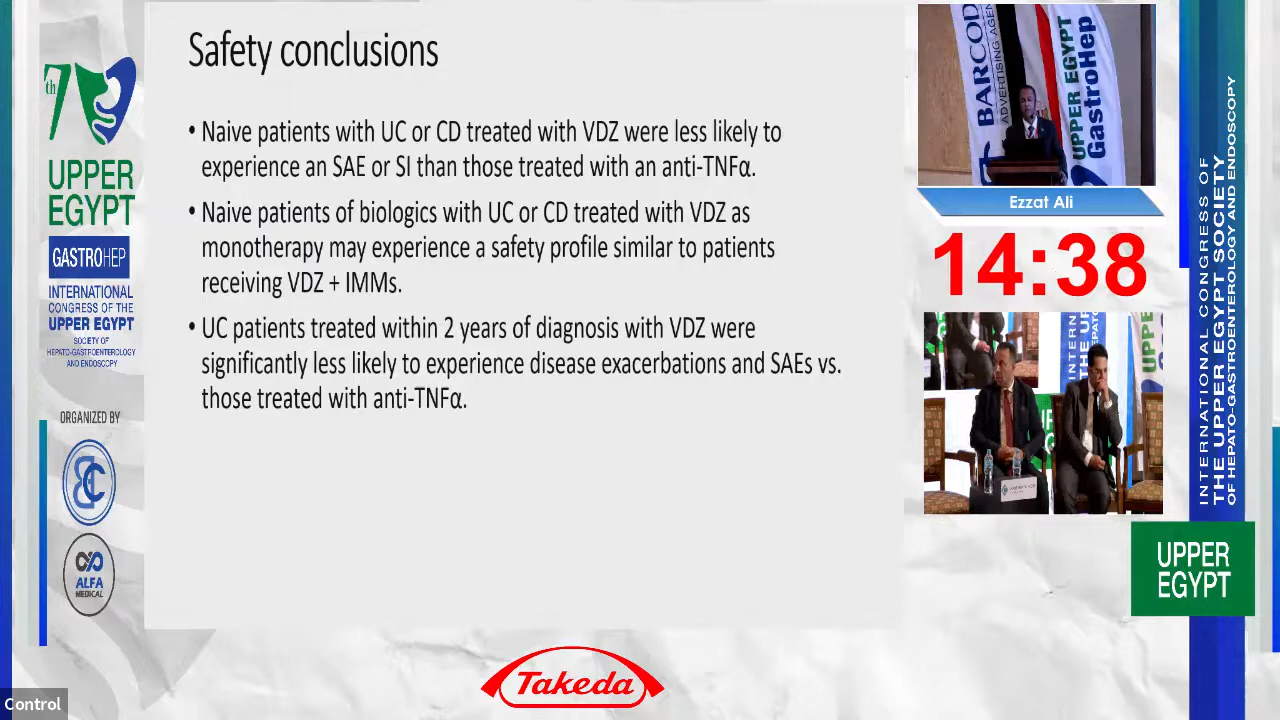 7th
UPPER
EGYPT
GASTROHEP
INTERNATIONAL
CONGRESS OF THE
UPPER EGYPT
SOCIETY OF
HEPATO-GASTROENTEROLOGY
AND ENDOSCOPY
ORGANIZED BY
ALFA
MEDICAL
Control
Safety conclusions
• Naive patients with UC or CD treated with VDZ were less likely to
experience an SAE or SI than those treated with an anti-TNFα.
• Naive patients of biologics with UC or CD treated with VDZ as
monotherapy may experience a safety profile similar to patients
receiving VDZ + IMMs.
• UC patients treated within 2 years of diagnosis with VDZ were
significantly less likely to experience disease exacerbations and SAEs vs.
those treated with anti-TNFα.
Takeda
BARCOD
ADVERTISING AGEN
UPPER EGYPT
GastroHep
Ezzat Ali
14:38
INTERNATIONAL CONGRESS OF
THE UPPER EGYPT SOCIETY
OF HEPATO-GASTROENTEROLOGY AND ENDOSCOPY
UPPER
EGYPT